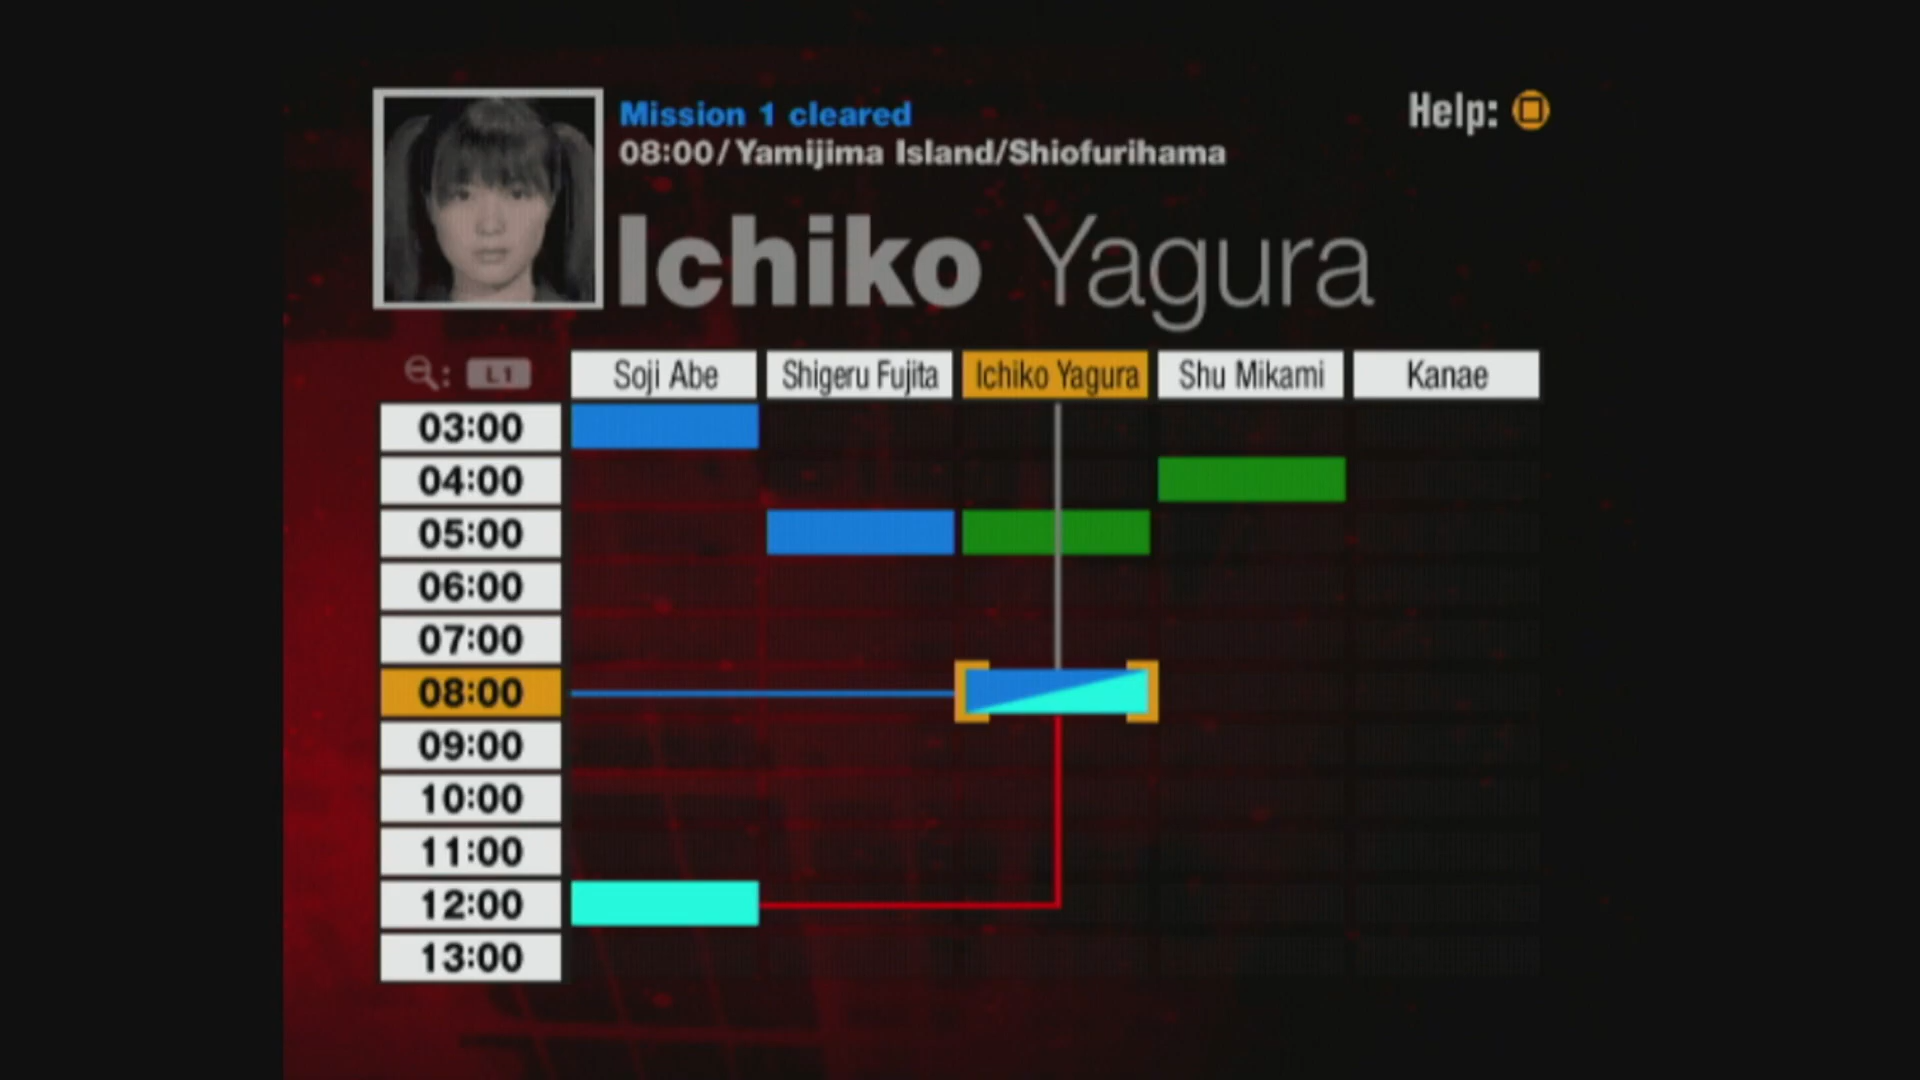 Mission 1 cleared
Help:
08:00/Yamijima Island/Shiofurihama
Ichiko Yagura
L1
Soji Abe
Shigeru Fujita
Ichiko Yagura
Shu Mikami
Kanae
03:00
04:00
05:00
06:00
07:00
08:00
09:00
10:00
11:00
12:00
13:00